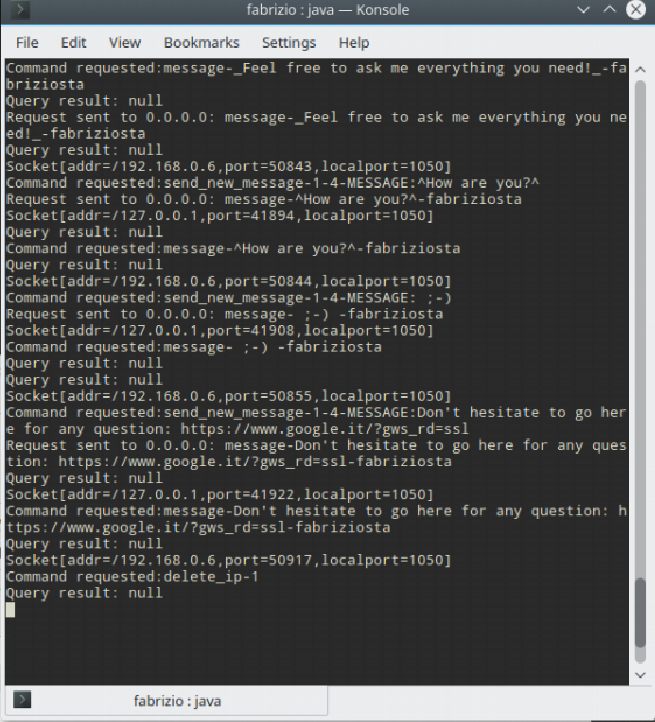 fabrizio : java — Konsole
File Edit View Bookmarks Settings Help
Command requested:message-_Feel free to ask me everything you need!_-fa
briziosta
Query result: null
Request sent to 0.0.0.0: message-_Feel free to ask me everything you ne
ed!_-fabriziosta
Query result: null
Socket[addr=/192.168.0.6,port=50843,localport=1050]
Command requested:send_new_message-1-4-MESSAGE:^How are you?^
Request sent to 0.0.0.0: message-^How are you?^-fabriziosta
Socket[addr=/127.0.0.1,port=41894,localport=1050]
Query result: null
Command requested:message-^How are you?^-fabriziosta
Query result: null
Socket[addr=/192.168.0.6,port=50844,localport=1050]
Command requested:send_new_message-1-4-MESSAGE: ;-)
Request sent to 0.0.0.0: message- ;-) -fabriziosta
Socket[addr=/127.0.0.1,port=41908,localport=1050]
Command requested:message- ;-) -fabriziosta
Query result: null
Query result: null
Socket[addr=/192.168.0.6,port=50855,localport=1050]
Command requested:send_new_message-1-4-MESSAGE:Don't hesitate to go her
e for any question: https://www.google.it/?gws_rd=ssl
Request sent to 0.0.0.0: message-Don't hesitate to go here for any ques
tion: https://www.google.it/?gws_rd=ssl-fabriziosta
Query result: null
Socket[addr=/127.0.0.1,port=41922,localport=1050]
Command requested:message-Don't hesitate to go here for any question: h
ttps://www.google.it/?gws_rd=ssl-fabriziosta
Query result: null
Socket[addr=/192.168.0.6,port=50917,localport=1050]
Command requested:delete_ip-1
Query result: null
fabrizio : java